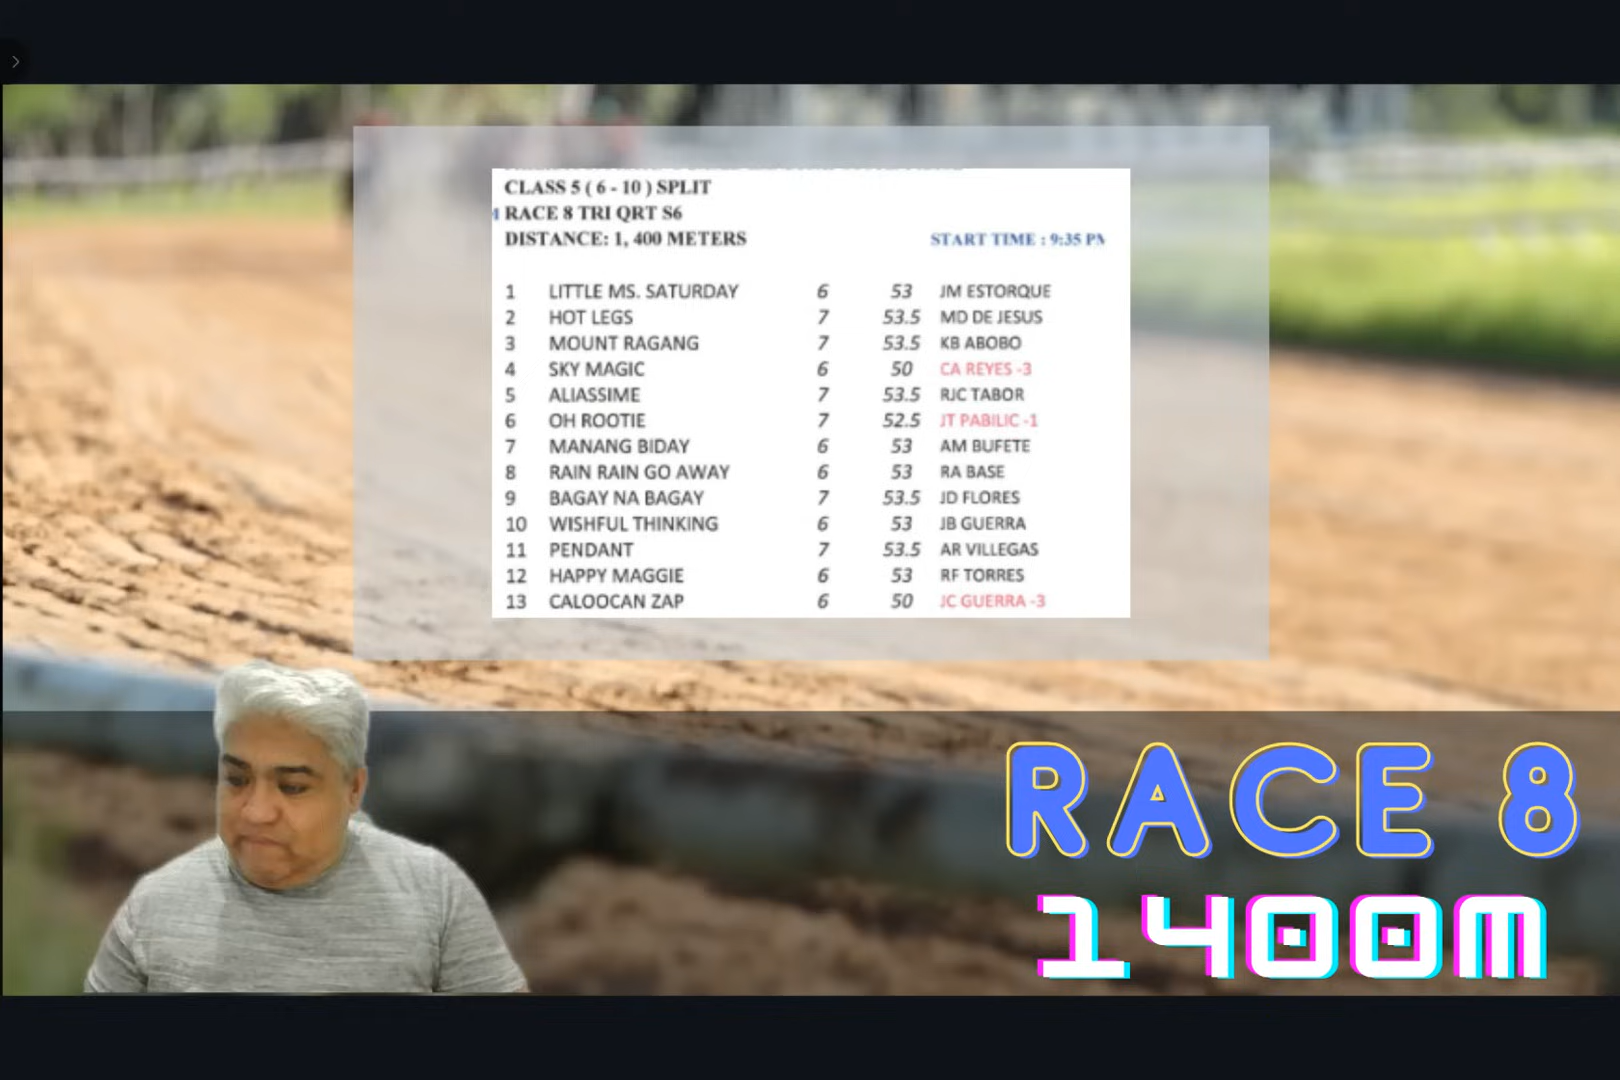 CLASS 5 ( 6 - 10 ) SPLIT
RACE 8 TRI QRT S6
DISTANCE: 1, 400 METERS START TIME : 9:35 PM
1 LITTLE MS. SATURDAY 6 53 JM ESTORQUE
2 HOT LEGS 7 53.5 MD DE JESUS
3 MOUNT RAGANG 7 53.5 KB ABOBO
4 SKY MAGIC 6 50 CA REYES -3
5 ALIASSIME 7 53.5 RJC TABOR
6 OH ROOTIE 7 52.5 JT PABILIC -1
7 MANANG BIDAY 6 53 AM BUFETE
8 RAIN RAIN GO AWAY 6 53 RA BASE
9 BAGAY NA BAGAY 7 53.5 JD FLORES
10 WISHFUL THINKING 6 53 JB GUERRA
11 PENDANT 7 53.5 AR VILLEGAS
12 HAPPY MAGGIE 6 53 RF TORRES
13 CALOOCAN ZAP 6 50 JC GUERRA -3
RACE 8
1400M